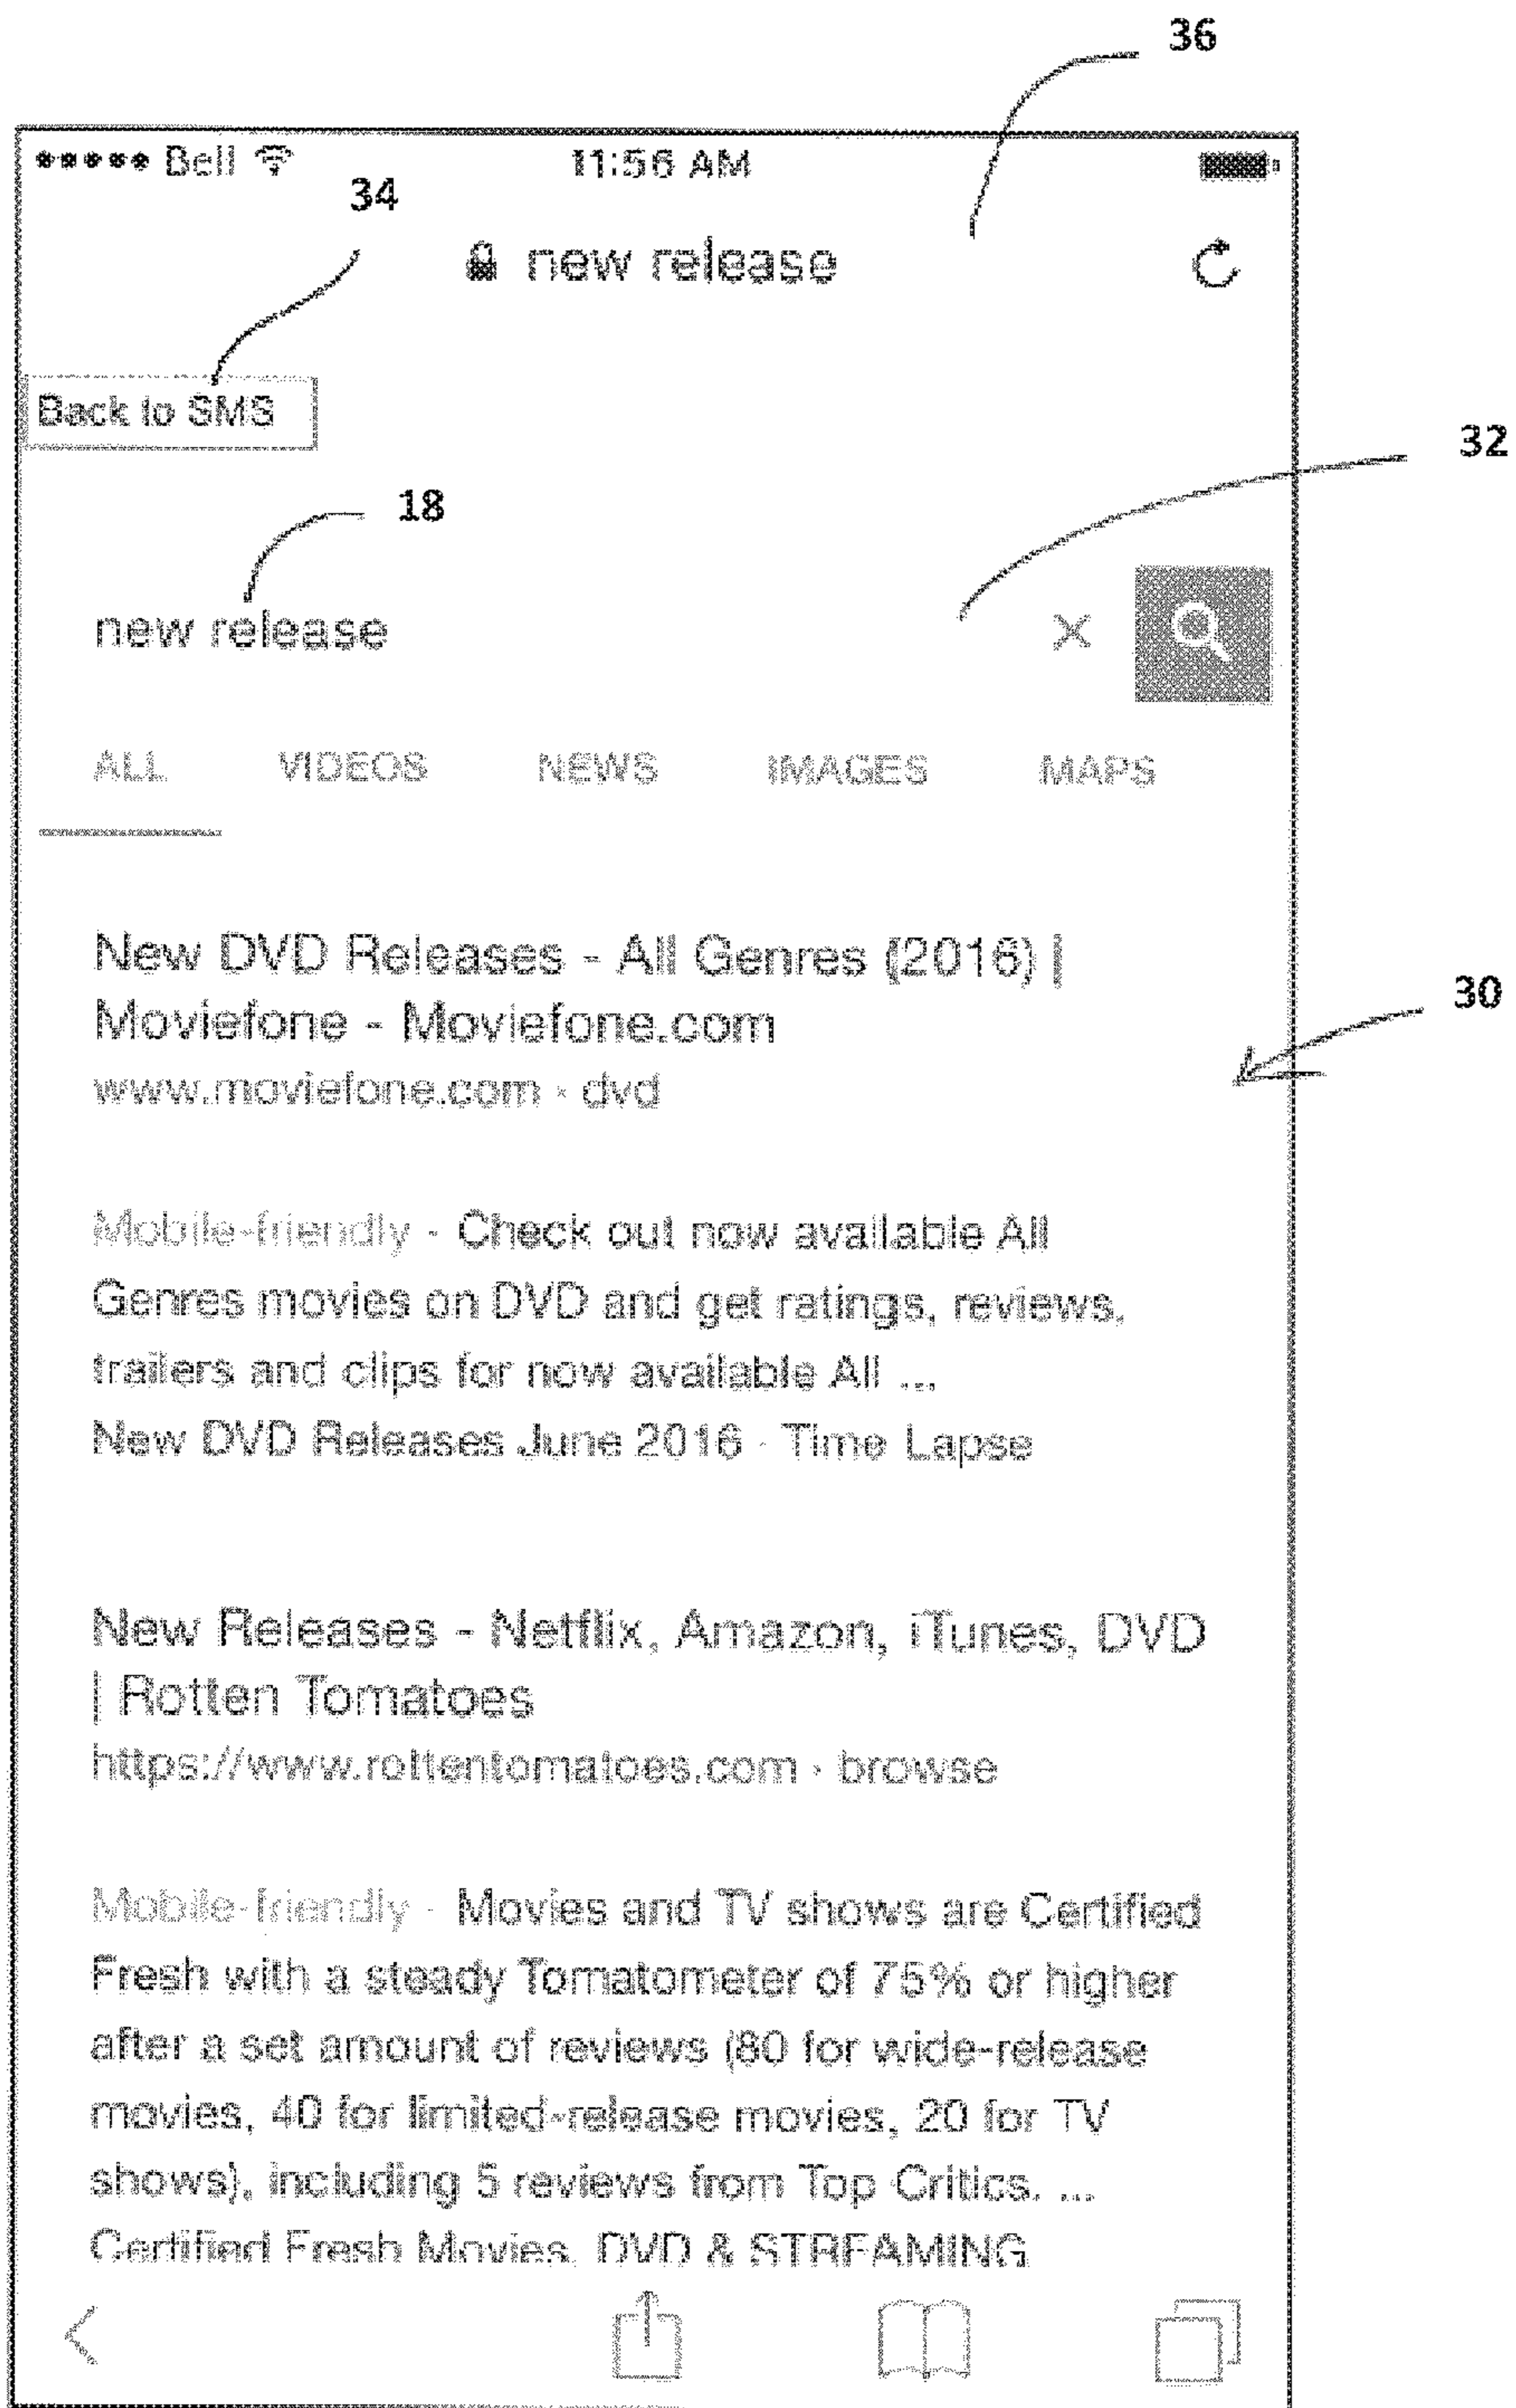 36
Bell 11:56 AM
34
new release
Back to SMS
32
18
new release
ALL VIDEOS NEWS IMAGES MAPS
New DVD Releases - All Genres (2016) |
Moviefone - Moviefone.com
30
www.moviefone.com · dvd
Mobile-friendly - Check out now available All
Genres movies on DVD and get ratings, reviews,
trailers and clips for now available All ...
New DVD Releases June 2016 · Time Lapse
New Releases - Netflix, Amazon, iTunes, DVD
| Rotten Tomatoes
https://www.rottentomatoes.com › browse
Mobile-friendly - Movies and TV shows are Certified
Fresh with a steady Tomatometer of 75% or higher
after a set amount of reviews (80 for wide-release
movies, 40 for limited-release movies, 20 for TV
shows), including 5 reviews from Top Critics. ...
Certified Fresh Movies. DVD & STREAMING